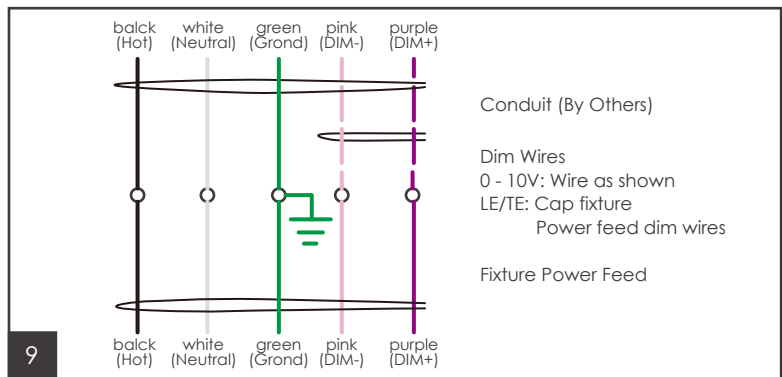 balck white green pink purple
(Hot) (Neutral) (Grond) (DIM-) (DIM+)
Conduit (By Others)
Dim Wires
0 - 10V: Wire as shown
LE/TE: Cap fixture
Power feed dim wires
Fixture Power Feed
balck white green pink purple
(Hot) (Neutral) (Grond) (DIM-) (DIM+)
9